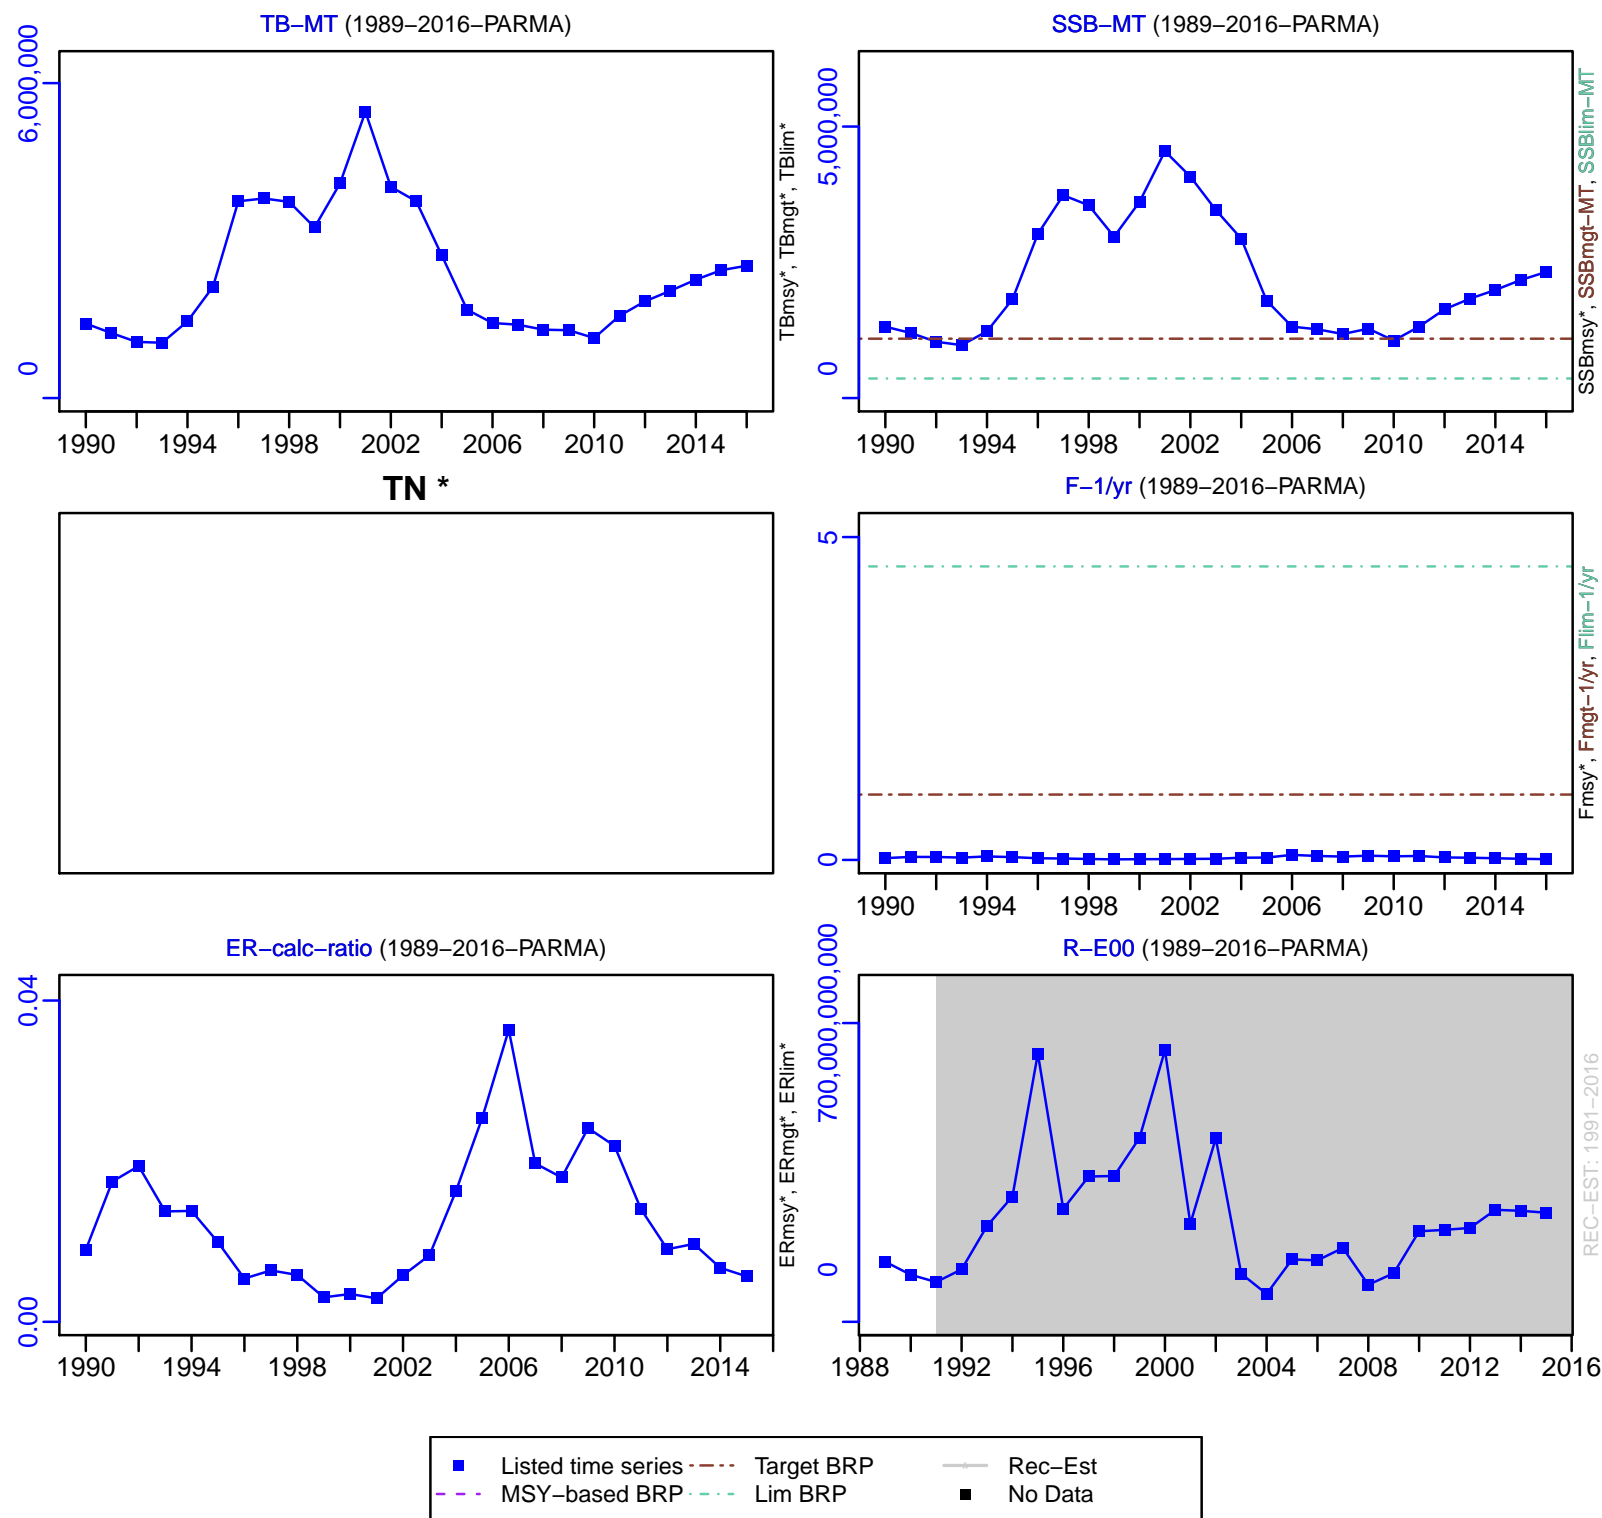 TB−MT (1989−2016−PARMA)
6,000,000
0
1990 1994 1998 2002 2006 2010 2014
TBmsy*, TBmgt*, TBlim*
SSB−MT (1989−2016−PARMA)
5,000,000
0
1990 1994 1998 2002 2006 2010 2014
SSBmsy*, SSBmgt−MT, SSBlim−MT
TN *
F−1/yr (1989−2016−PARMA)
5
0
1990 1994 1998 2002 2006 2010 2014
Fmsy*, Fmgt−1/yr, Flim−1/yr
ER−calc−ratio (1989−2016−PARMA)
0.04
0.00
1990 1994 1998 2002 2006 2010 2014
ERmsy*, ERmgt*, ERlim*
R−E00 (1989−2016−PARMA)
700,000,000,000
0
1988 1992 1996 2000 2004 2008 2012 2016
REC−EST: 1991−2016
Listed time series Target BRP Rec−Est
MSY−based BRP Lim BRP No Data